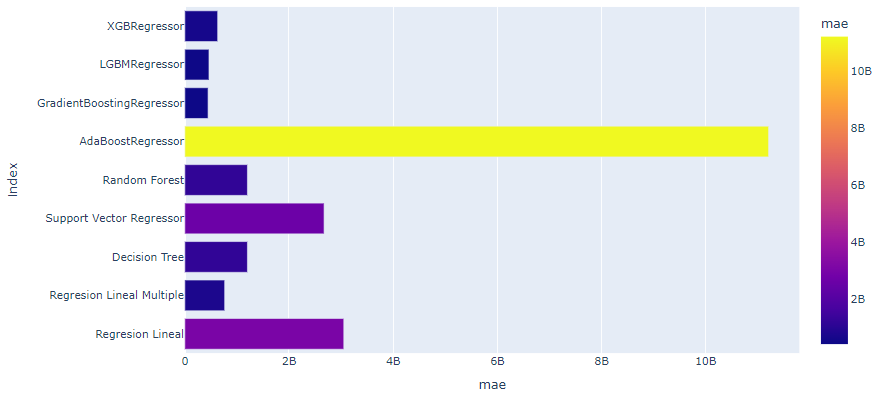 mae
XGBRegressor
LGBMRegressor
GradientBoostingRegressor
AdaBoostRegressor
Random Forest
Support Vector Regressor
Decision Tree
Regresion Lineal Multiple
Regresion Lineal
Index
0 2B 4B 6B 8B 10B
mae
10B
8B
6B
4B
2B